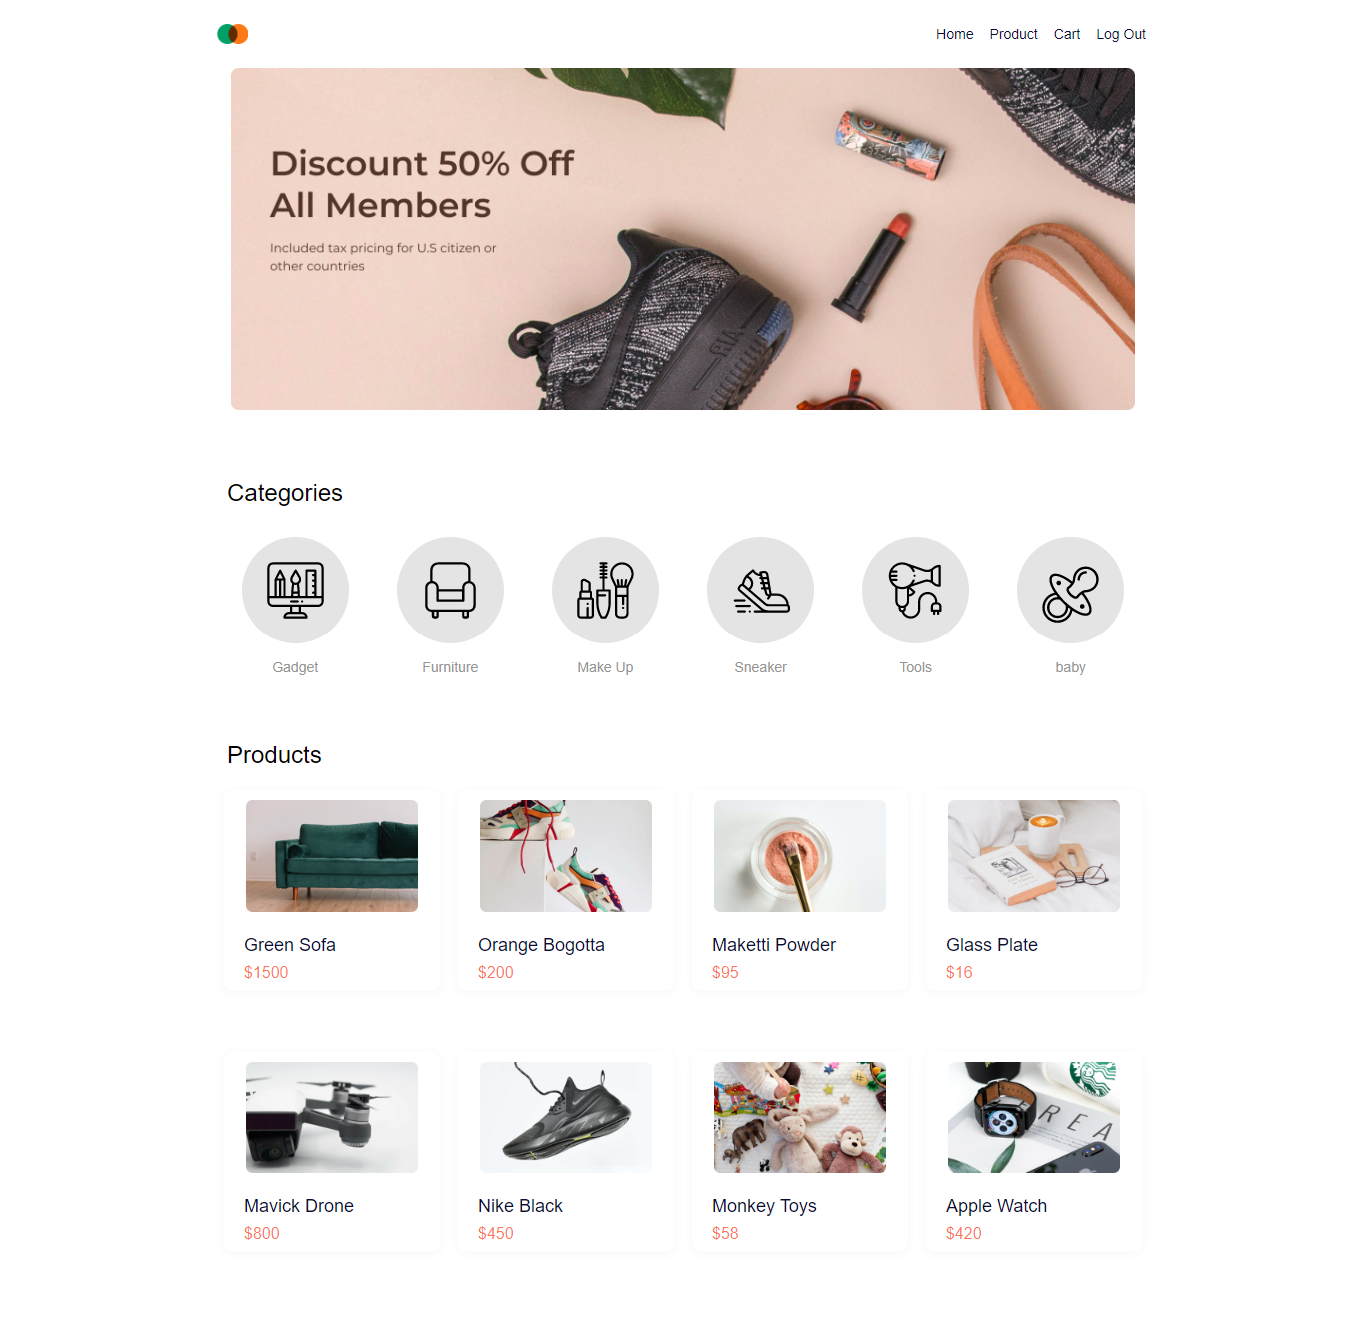 Home Product Cart Log Out
Discount 50% Off
All Members
Included tax pricing for U.S citizen or
other countries
AIR
Categories
Gadget Furniture Make Up Sneaker Tools baby
Products
Green Sofa Orange Bogotta Maketti Powder Glass Plate
$1500 $200 $95 $16
R E A
Mavick Drone Nike Black Monkey Toys Apple Watch
$800 $450 $58 $420